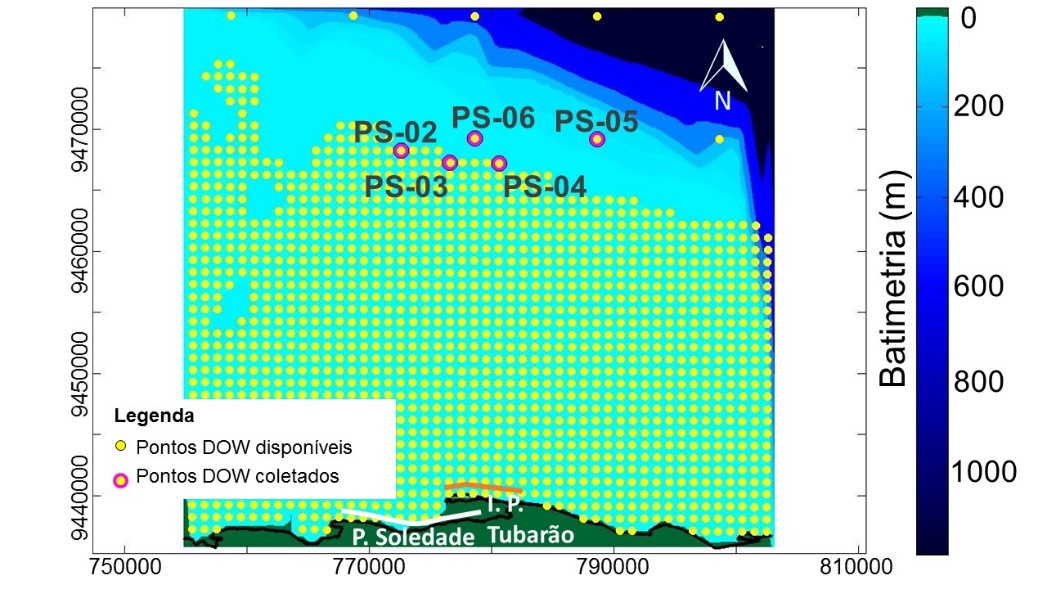 0
200
400
600
800
1000
Batimetria (m)
N
PS-06
PS-05
PS-02
PS-03
PS-04
9470000
9460000
9450000
9440000
Legenda
Pontos DOW disponíveis
Pontos DOW coletados
I. P.
P. Soledade
Tubarão
750000
770000
790000
810000